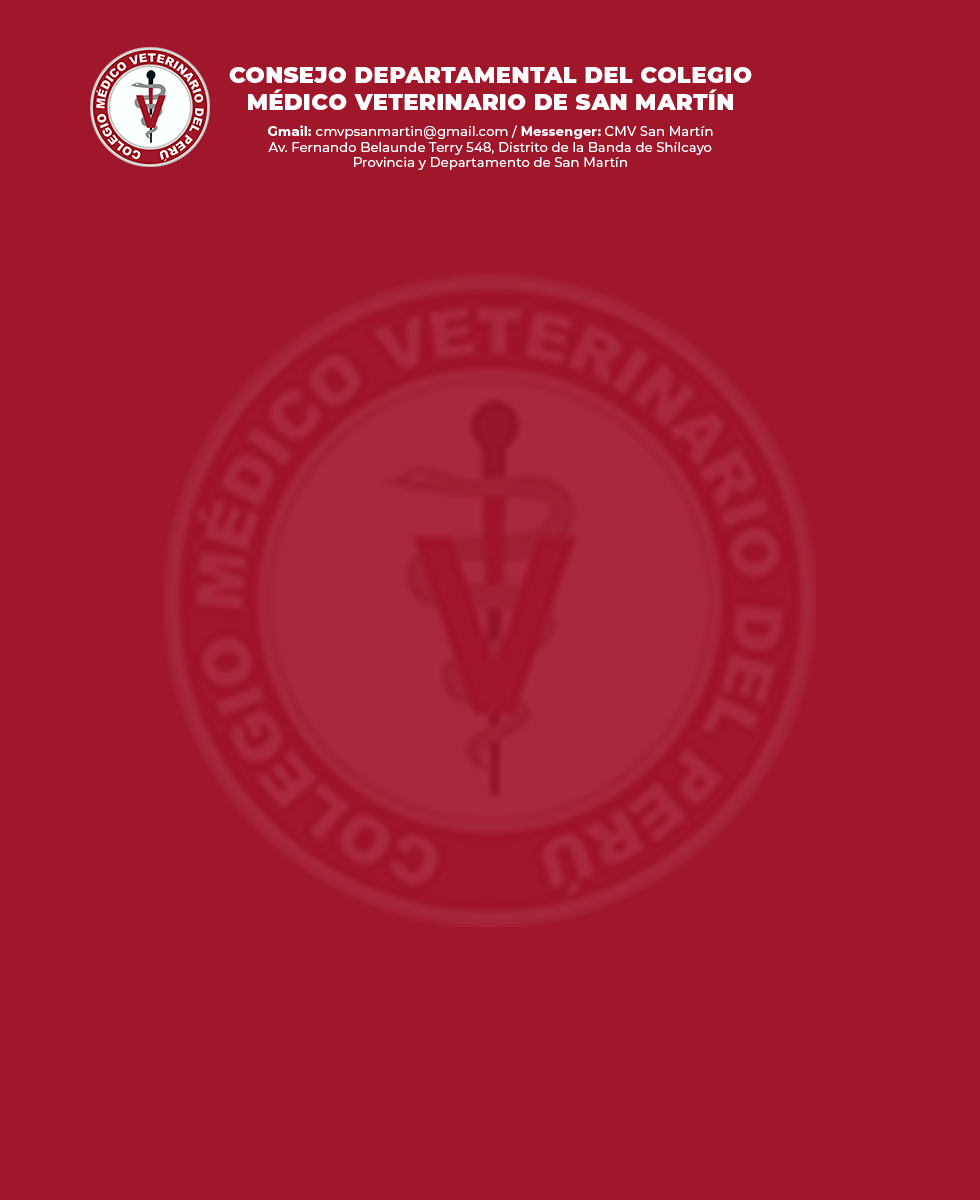 COLEGIO MÉDICO VETERINARIO DEL PERÚ
V
CONSEJO DEPARTAMENTAL DEL COLEGIO
MÉDICO VETERINARIO DE SAN MARTÍN
Gmail: cmvpsanmartin@gmail.com / Messenger: CMV San Martín
Av. Fernando Belaunde Terry 548, Distrito de la Banda de Shílcayo
Provincia y Departamento de San Martín
COLEGIO MÉDICO VETERINARIO DEL PERÚ
V